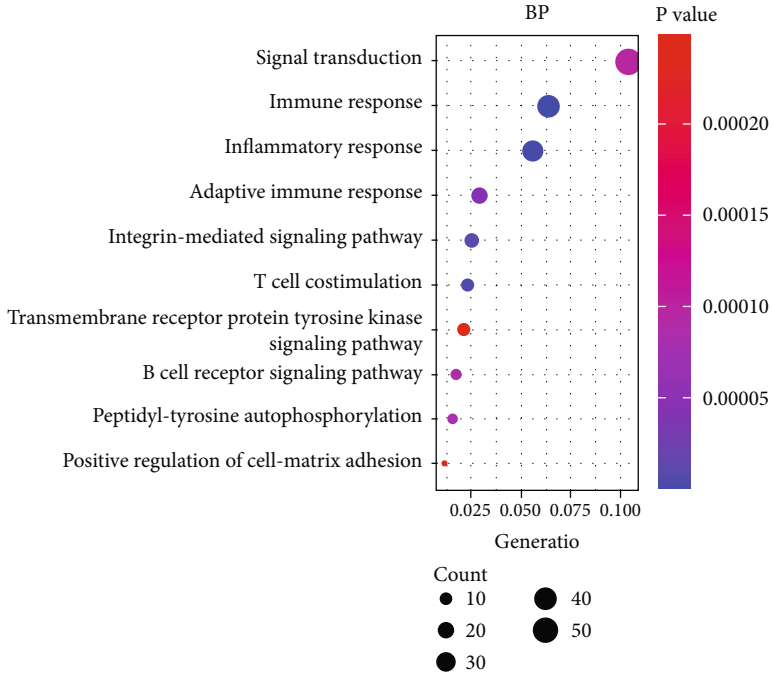 BP
P value
Signal transduction
Immune response
Inflammatory response
Adaptive immune response
Integrin-mediated signaling pathway
T cell costimulation
Transmembrane receptor protein tyrosine kinase
signaling pathway
B cell receptor signaling pathway
Peptidyl-tyrosine autophosphorylation
Positive regulation of cell-matrix adhesion
0.00020
0.00015
0.00010
0.00005
0.025 0.050 0.075 0.100
Generatio
Count
10 40
20 50
30